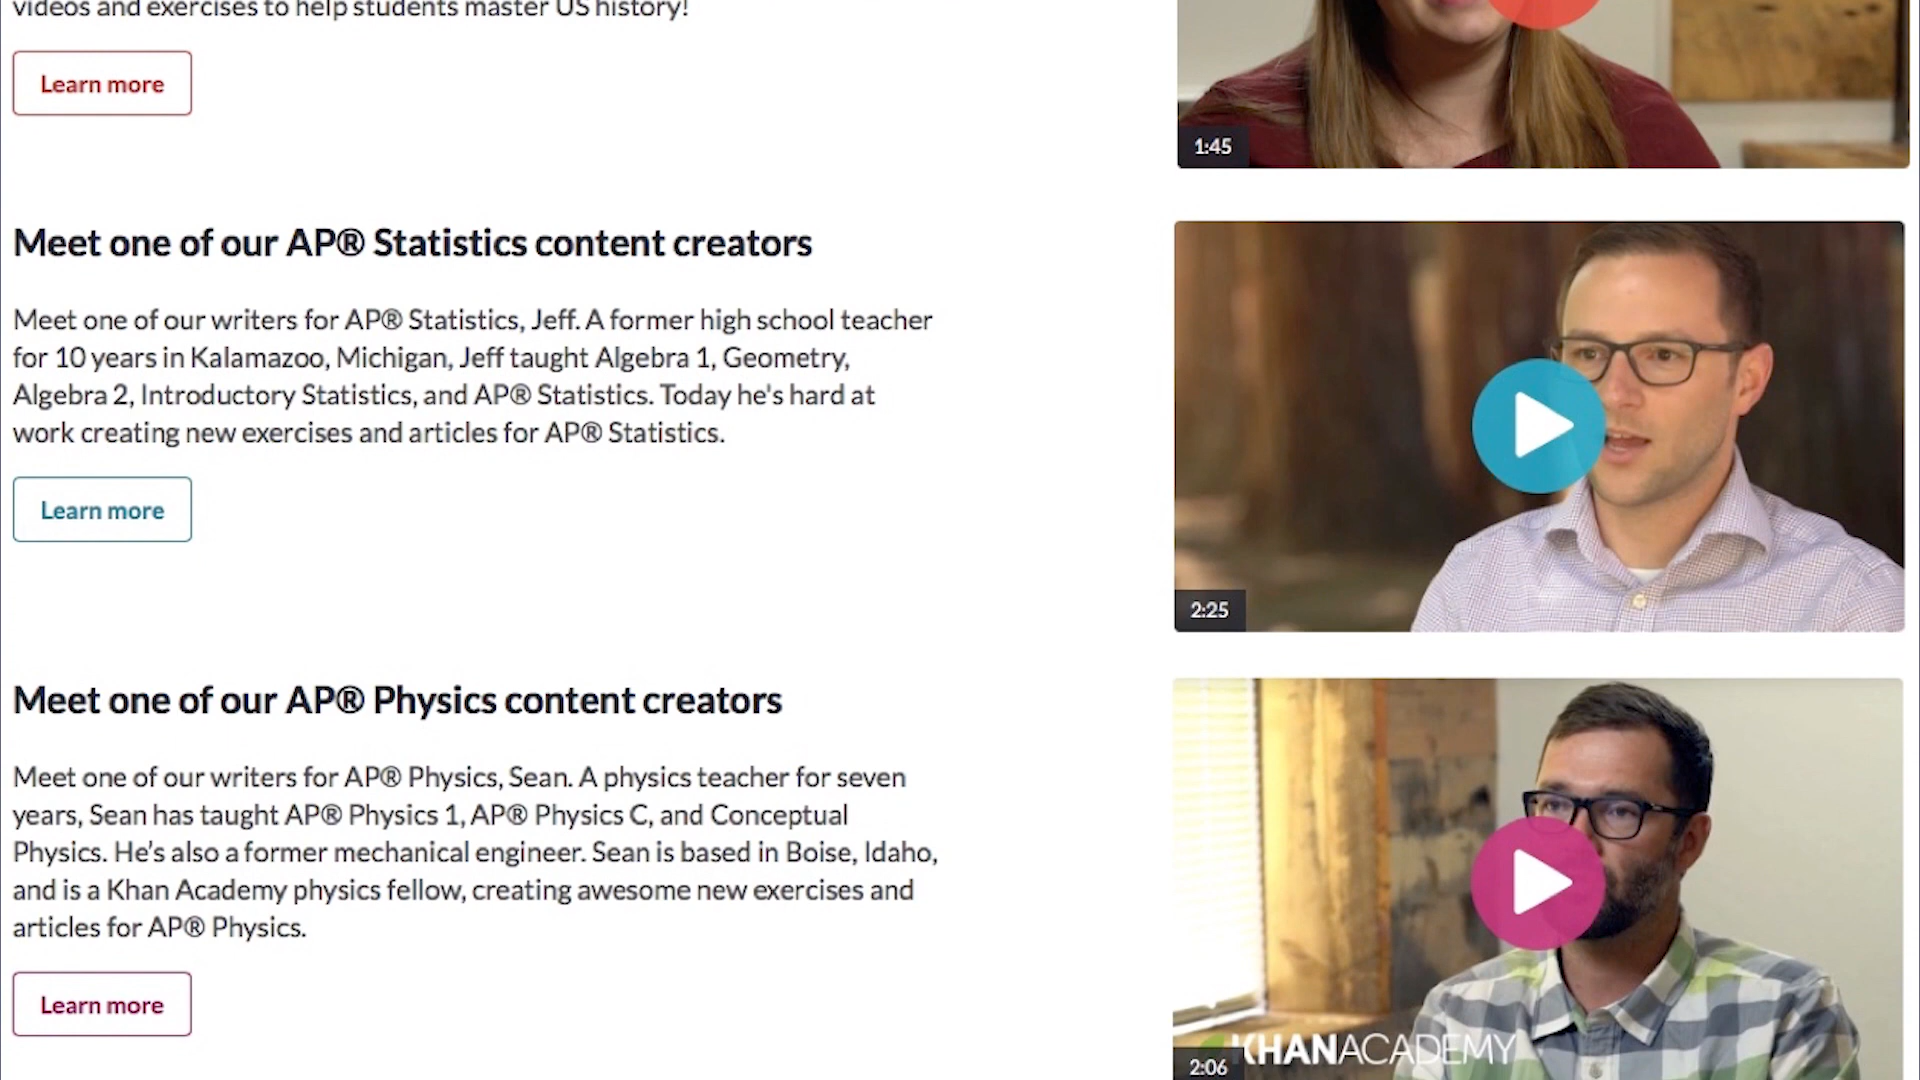 videos and exercises to help students master US history!
Learn more
1:45
Meet one of our AP® Statistics content creators
Meet one of our writers for AP® Statistics, Jeff. A former high school teacher
for 10 years in Kalamazoo, Michigan, Jeff taught Algebra 1, Geometry,
Algebra 2, Introductory Statistics, and AP® Statistics. Today he's hard at
work creating new exercises and articles for AP® Statistics.
Learn more
2:25
Meet one of our AP® Physics content creators
Meet one of our writers for AP® Physics, Sean. A physics teacher for seven
years, Sean has taught AP® Physics 1, AP® Physics C, and Conceptual
Physics. He’s also a former mechanical engineer. Sean is based in Boise, Idaho,
and is a Khan Academy physics fellow, creating awesome new exercises and
articles for AP® Physics.
Learn more
KHANACADEMY
2:06